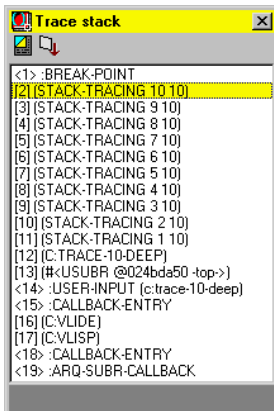 Trace stack
<1> :BREAK-POINT
[2] (STACK-TRACING 10 10)
[3] (STACK-TRACING 9 10)
[4] (STACK-TRACING 8 10)
[5] (STACK-TRACING 7 10)
[6] (STACK-TRACING 6 10)
[7] (STACK-TRACING 5 10)
[8] (STACK-TRACING 4 10)
[9] (STACK-TRACING 3 10)
[10] (STACK-TRACING 2 10)
[11] (STACK-TRACING 1 10)
[12] (C:TRACE-10-DEEP)
[13] (#<USUBR @024bda50 -top->)
<14> :USER-INPUT (c:trace-10-deep)
<15> :CALLBACK-ENTRY
[16] (C:VLIDE)
[17] (C:VLISP)
<18> :CALLBACK-ENTRY
<19> :ARQ-SUBR-CALLBACK